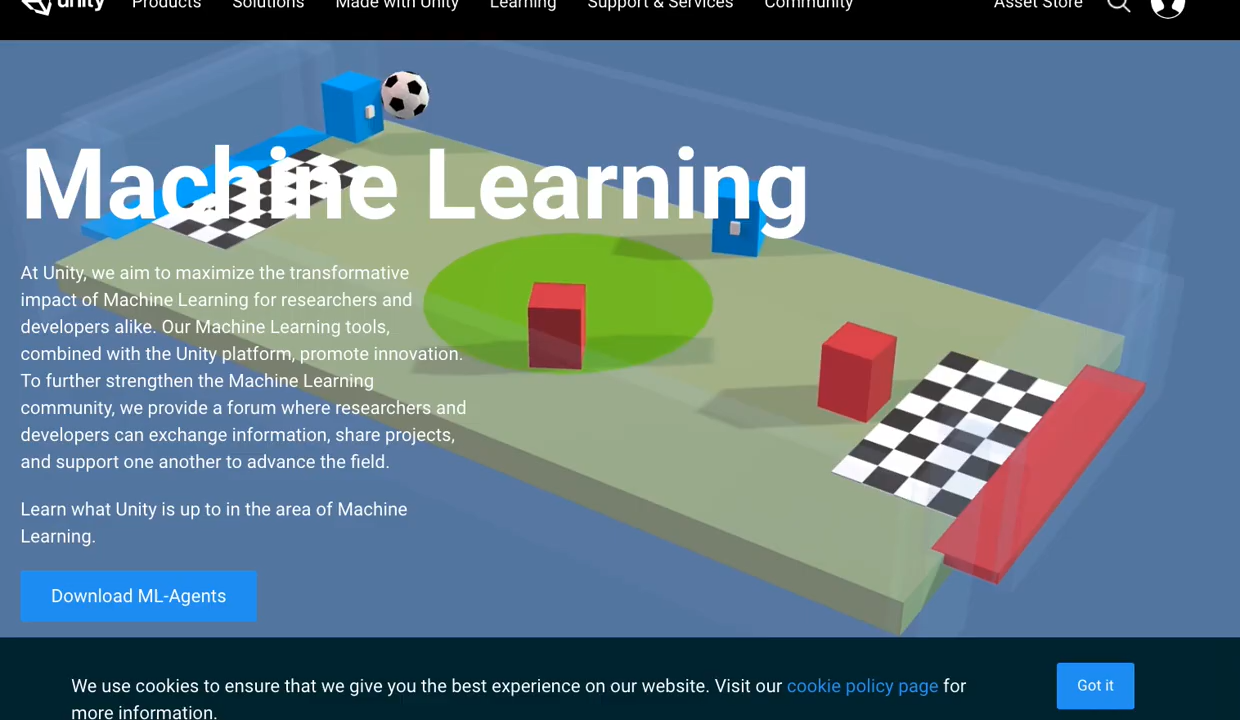 unity Products Solutions Made with Unity Learning Support & Services Community Asset Store
Machine Learning
At Unity, we aim to maximize the transformative
impact of Machine Learning for researchers and
developers alike. Our Machine Learning tools,
combined with the Unity platform, promote innovation.
To further strengthen the Machine Learning
community, we provide a forum where researchers and
developers can exchange information, share projects,
and support one another to advance the field.
Learn what Unity is up to in the area of Machine
Learning.
Download ML-Agents
We use cookies to ensure that we give you the best experience on our website. Visit our cookie policy page for
more information.
Got it